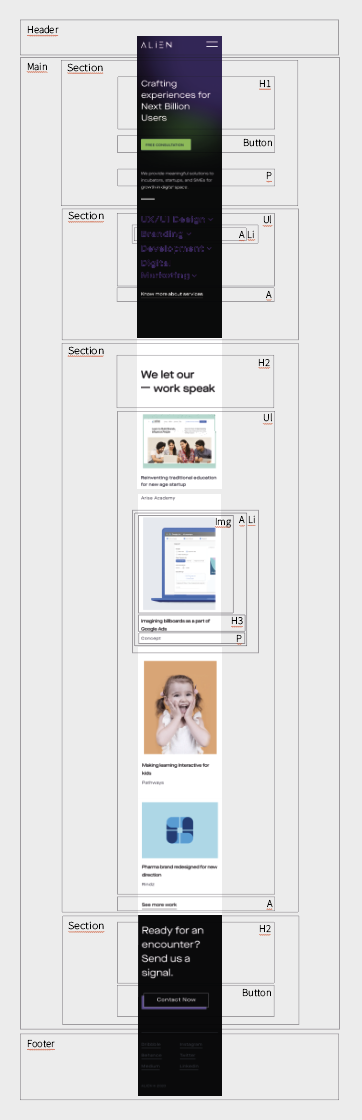 Header
ALIEN
Main
Section
H1
Crafting
experiences for
Next Billion
Users
Button
FREE CONSULTATION
P
We provide meaningful solutions to
incubators, startups, and SMEs for
growth in digital space
Section
Ul
UX/UI Design
Branding
A Li
Development
Digital
Marketing
Know more about services
A
Section
H2
We let our
— work speak
Ul
Reinventing traditional education
for new age startup
Aries Academy
Img
A Li
Imagining billboards as a part of
Google Ads
H3
Concept
P
Making learning interactive for
kids
Pathways
Pharma brand redesigned for new
direction
See more work
A
Section
H2
Ready for an
encounter?
Send us a
signal.
Button
Contact Now
Footer